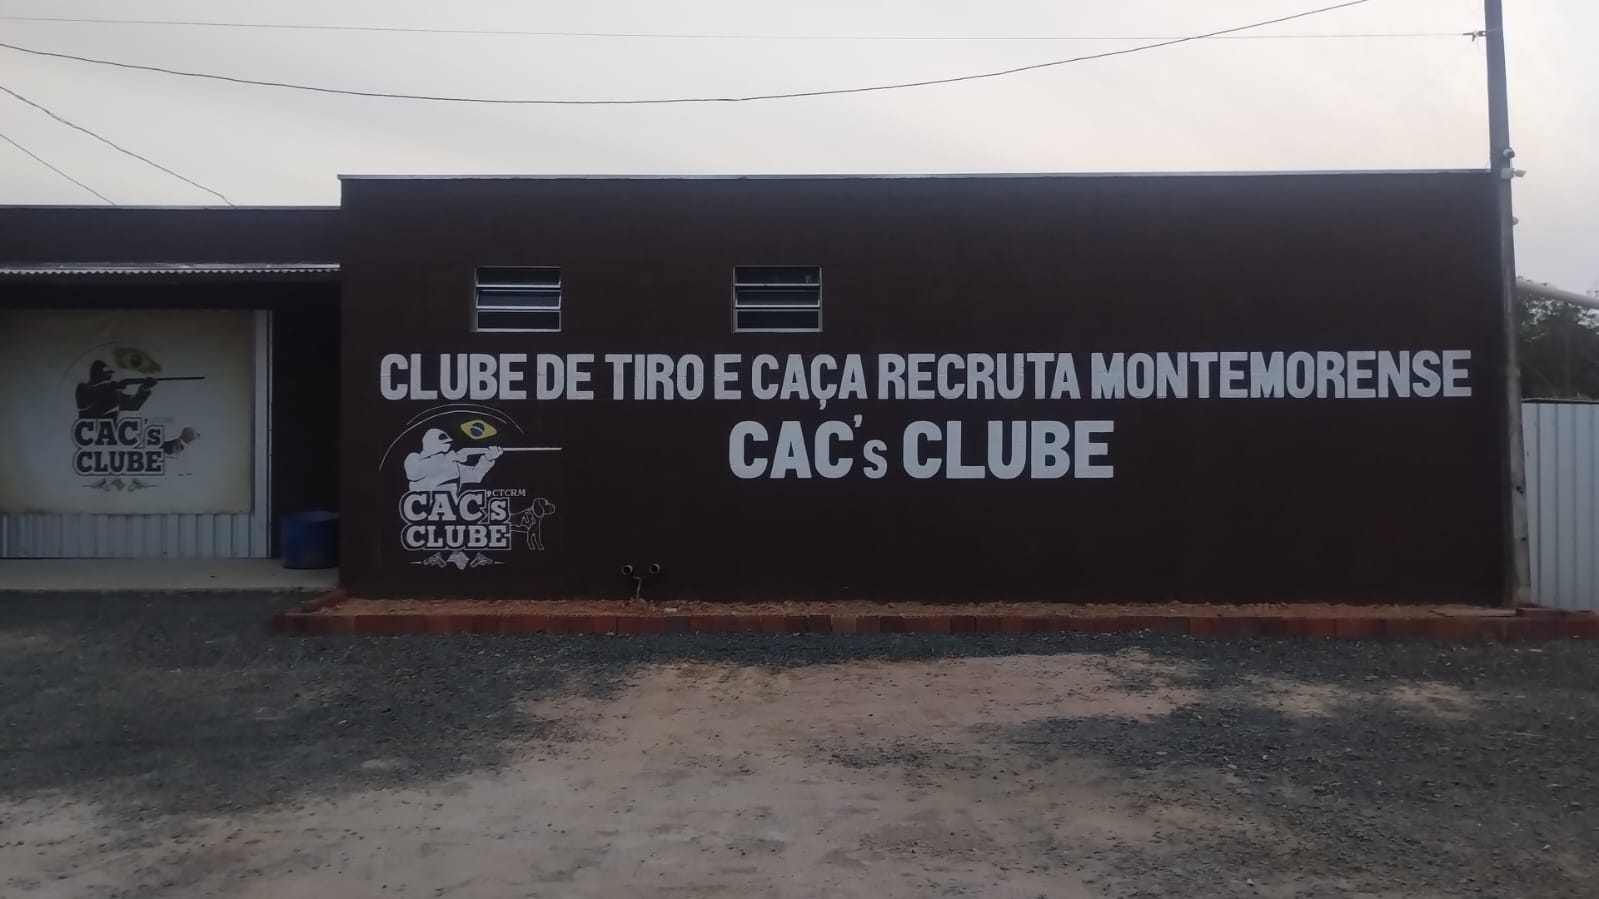 CLUBE DE TIRO E CAÇA RECRUTA MONTEMORENSE
CAC's CLUBE
CTCRM
CAC's
CLUBE
CAC's
CLUBE